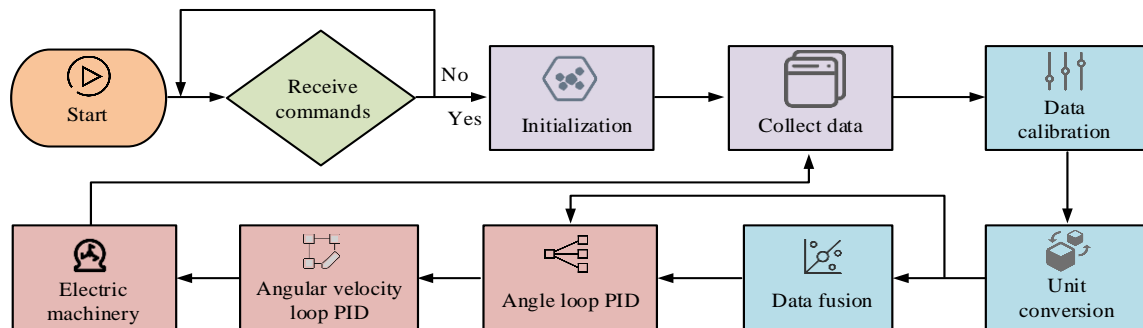 Start
Receive
commands
No
Yes
Initialization
Collect data
Data
calibration
Electric
machinery
Angular velocity
loop PID
Angle loop PID
Data fusion
Unit
conversion